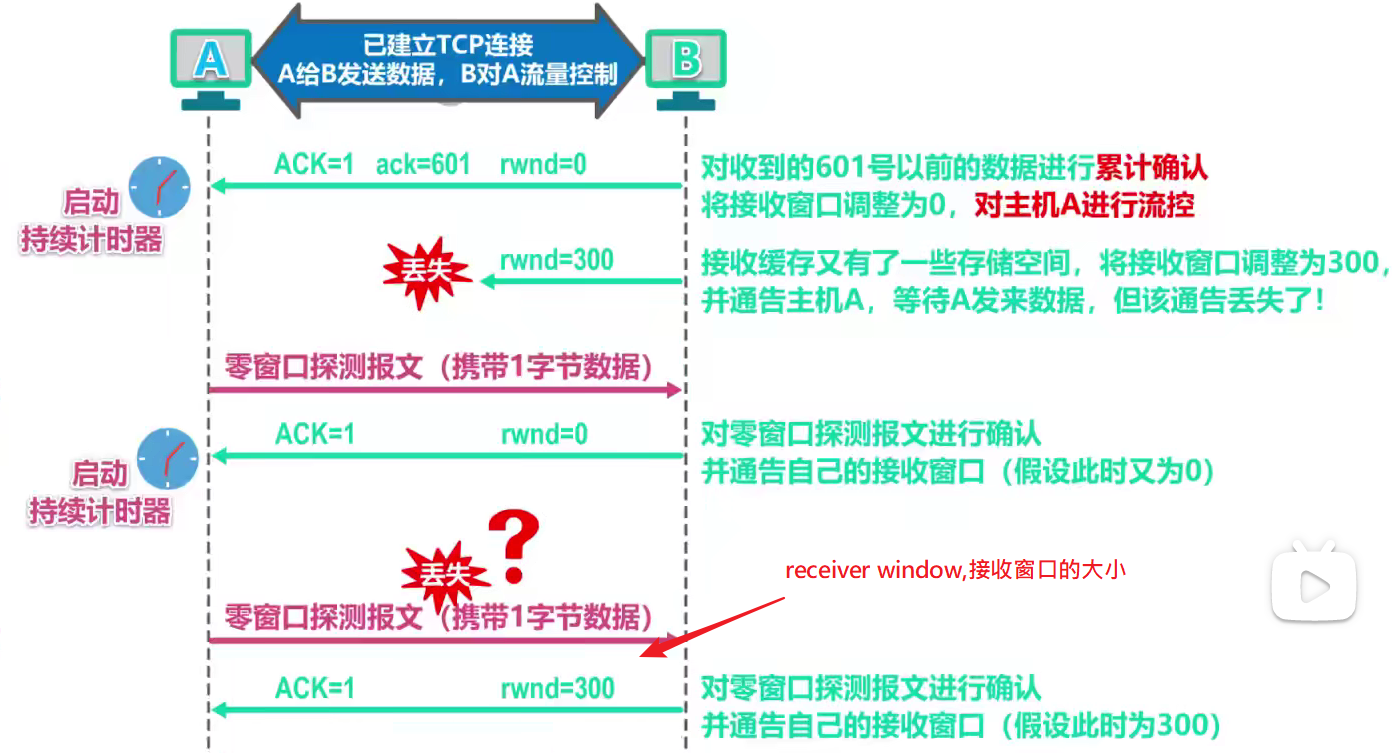 已建立TCP连接
A给B发送数据，B对A流量控制
A
B
ACK=1 ack=601 rwnd=0
对收到的601号以前的数据进行累计确认
将接收窗口调整为0，对主机A进行流控
启动
持续计时器
丢失
rwnd=300
接收缓存又有了一些存储空间，将接收窗口调整为300，
并通告主机A，等待A发来数据，但该通告丢失了！
零窗口探测报文（携带1字节数据）
ACK=1 rwnd=0
对零窗口探测报文进行确认
并通告自己的接收窗口（假设此时又为0）
启动
持续计时器
丢失
?
receiver window,接收窗口的大小
零窗口探测报文（携带1字节数据）
ACK=1 rwnd=300
对零窗口探测报文进行确认
并通告自己的接收窗口（假设此时为300）